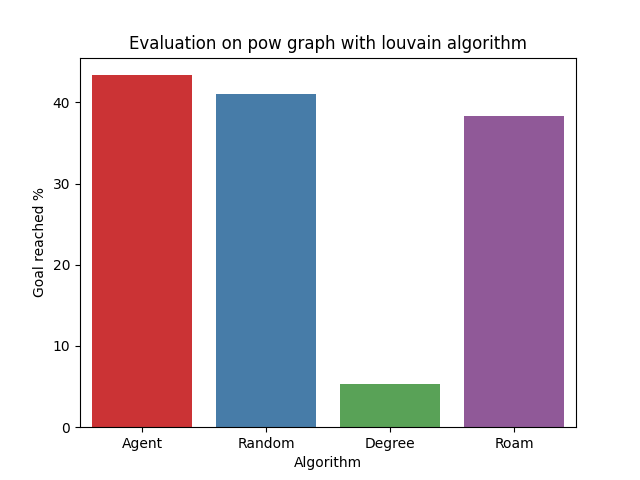 Evaluation on pow graph with louvain algorithm
Goal reached %
40
30
20
10
0
Agent Random Degree Roam
Algorithm